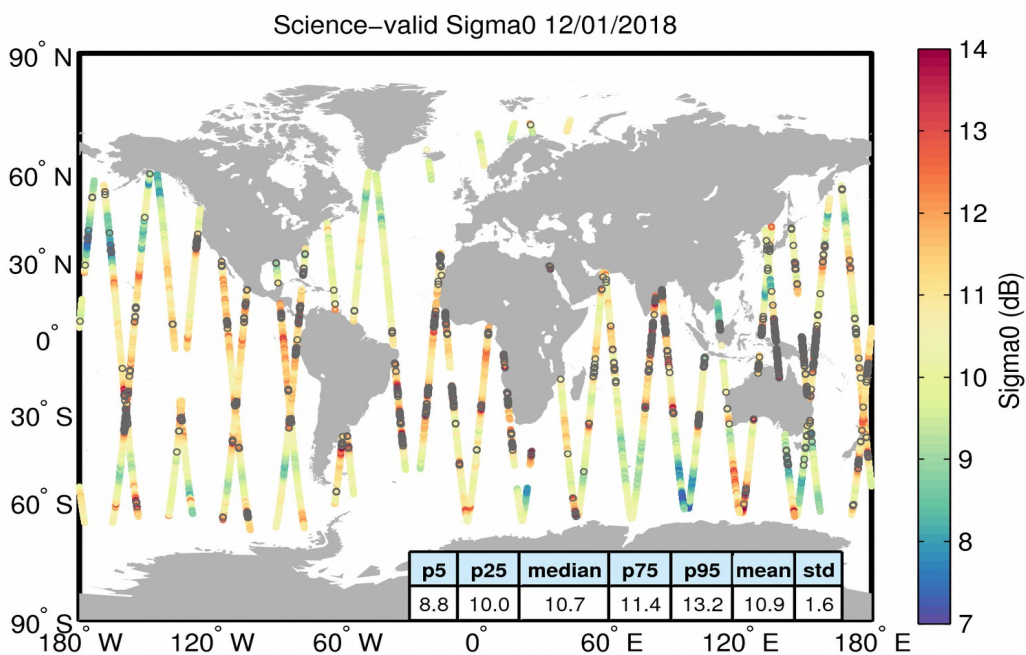 Science−valid Sigma0 12/01/2018
90° N
60° N
30° N
0°
30° S
60° S
90° S
180° W
120° W
60° W
0°
60° E
120° E
180° E
14
13
12
11
10
9
8
7
Sigma0 (dB)
p5 p25 median p75 p95 mean std
8.8 10.0 10.7 11.4 13.2 10.9 1.6